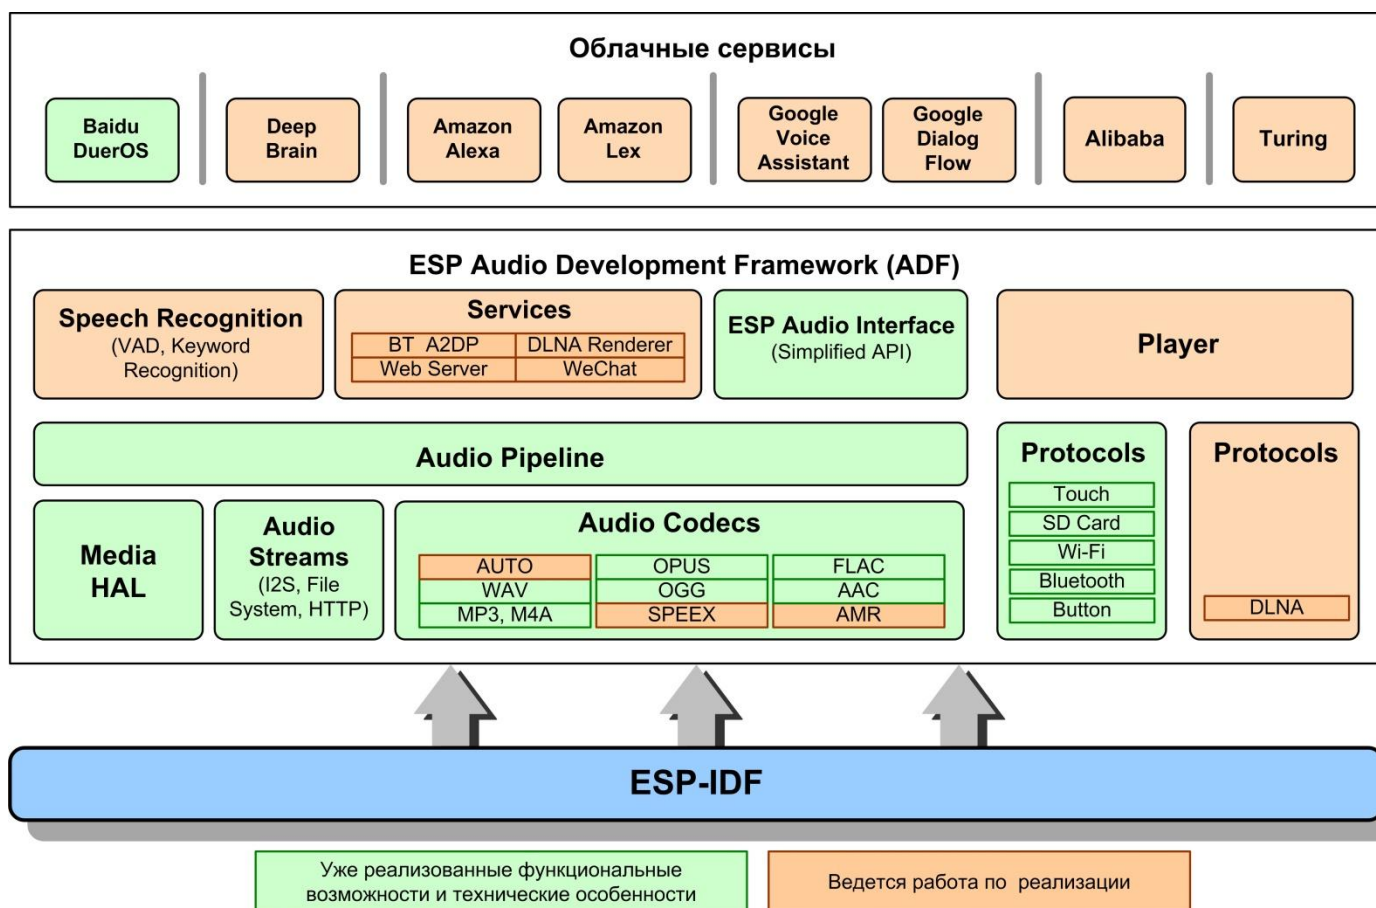 Облачные сервисы
Baidu
DuerOS
Deep
Brain
Amazon
Alexa
Amazon
Lex
Google
Voice
Assistant
Google
Dialog
Flow
Alibaba
Turing
ESP Audio Development Framework (ADF)
Speech Recognition
(VAD, Keyword
Recognition)
Services
BT A2DP
DLNA Renderer
Web Server
WeChat
ESP Audio Interface
(Simplified API)
Player
Audio Pipeline
Protocols
Touch
SD Card
Wi-Fi
Bluetooth
Button
Protocols
DLNA
Media
HAL
Audio
Streams
(I2S, File
System, HTTP)
Audio Codecs
AUTO
OPUS
FLAC
WAV
OGG
AAC
MP3, M4A
SPEEX
AMR
ESP-IDF
Уже реализованные функциональные
возможности и технические особенности
Ведется работа по реализации